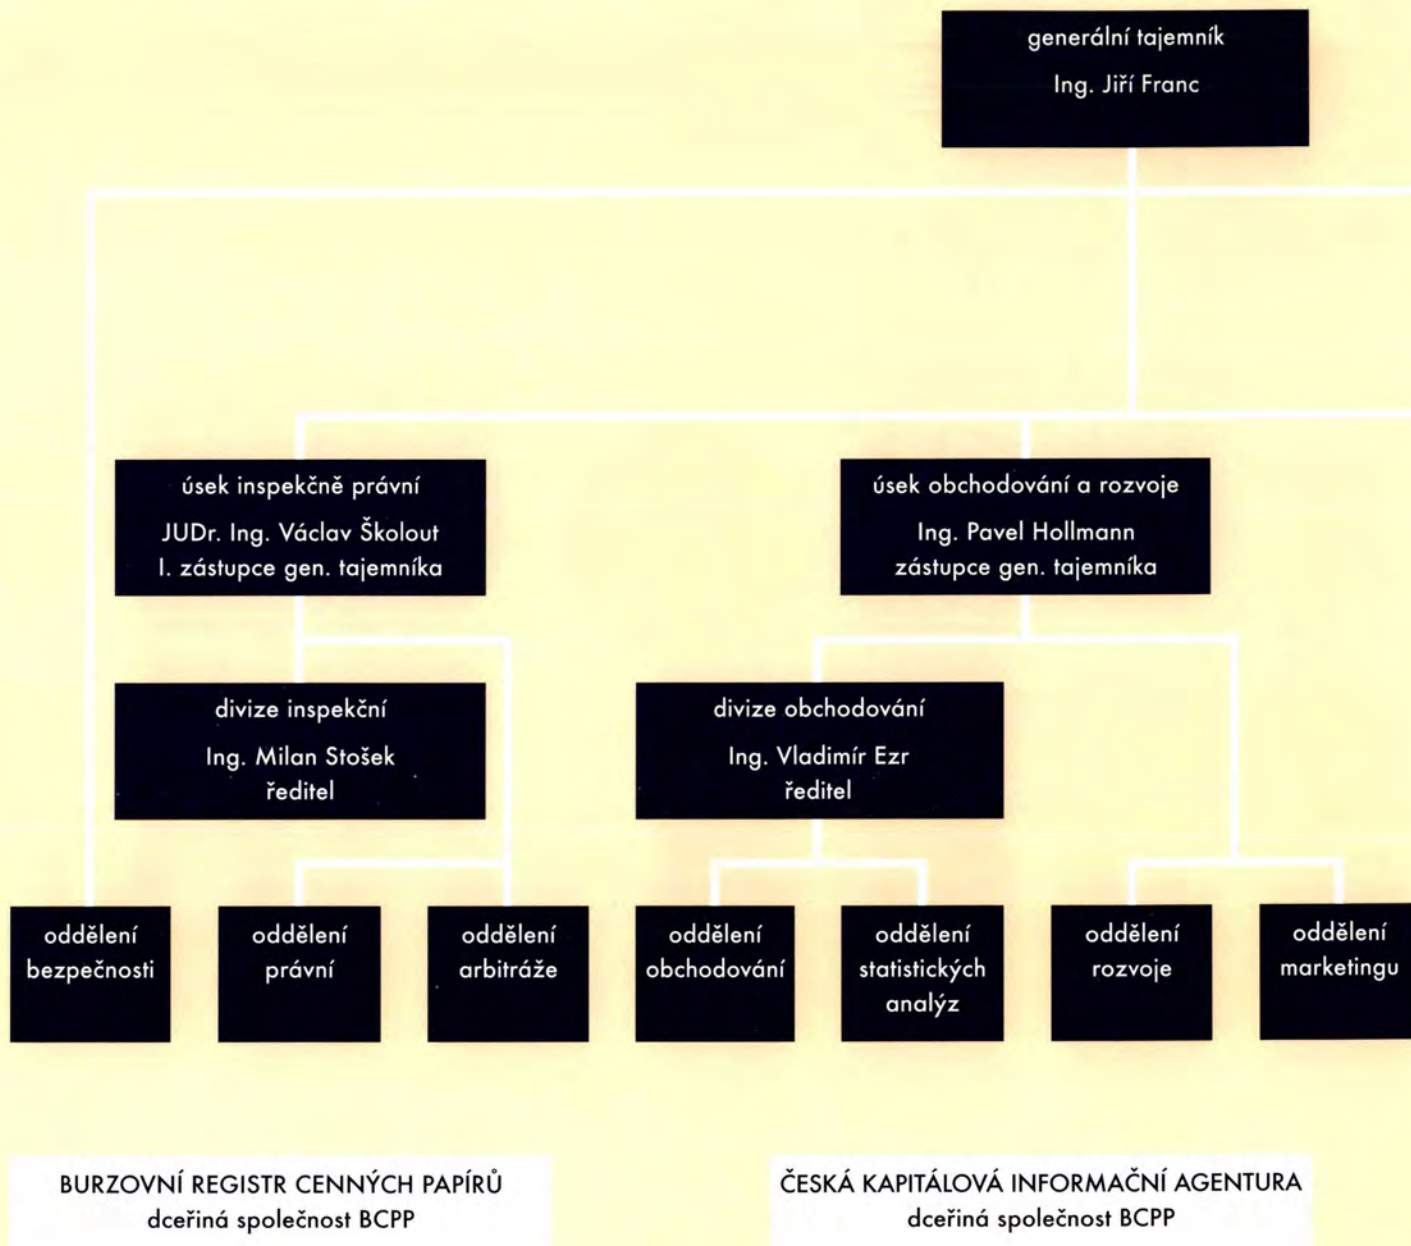 generální tajemník
Ing. Jiří Franc
úsek inspekčně právní
JUDr. Ing. Václav Školout
I. zástupce gen. tajemníka
úsek obchodování a rozvoje
Ing. Pavel Hollmann
zástupce gen. tajemníka
divize inspekční
Ing. Milan Stošek
ředitel
divize obchodování
Ing. Vladimír Ezr
ředitel
oddělení
bezpečnosti
oddělení
právní
oddělení
arbitráže
oddělení
obchodování
oddělení
statistických
analýz
oddělení
rozvoje
oddělení
marketingu
BURZOVNÍ REGISTR CENNÝCH PAPÍRŮ
dceřiná společnost BCPP
ČESKÁ KAPITÁLOVÁ INFORMAČNÍ AGENTURA
dceřiná společnost BCPP